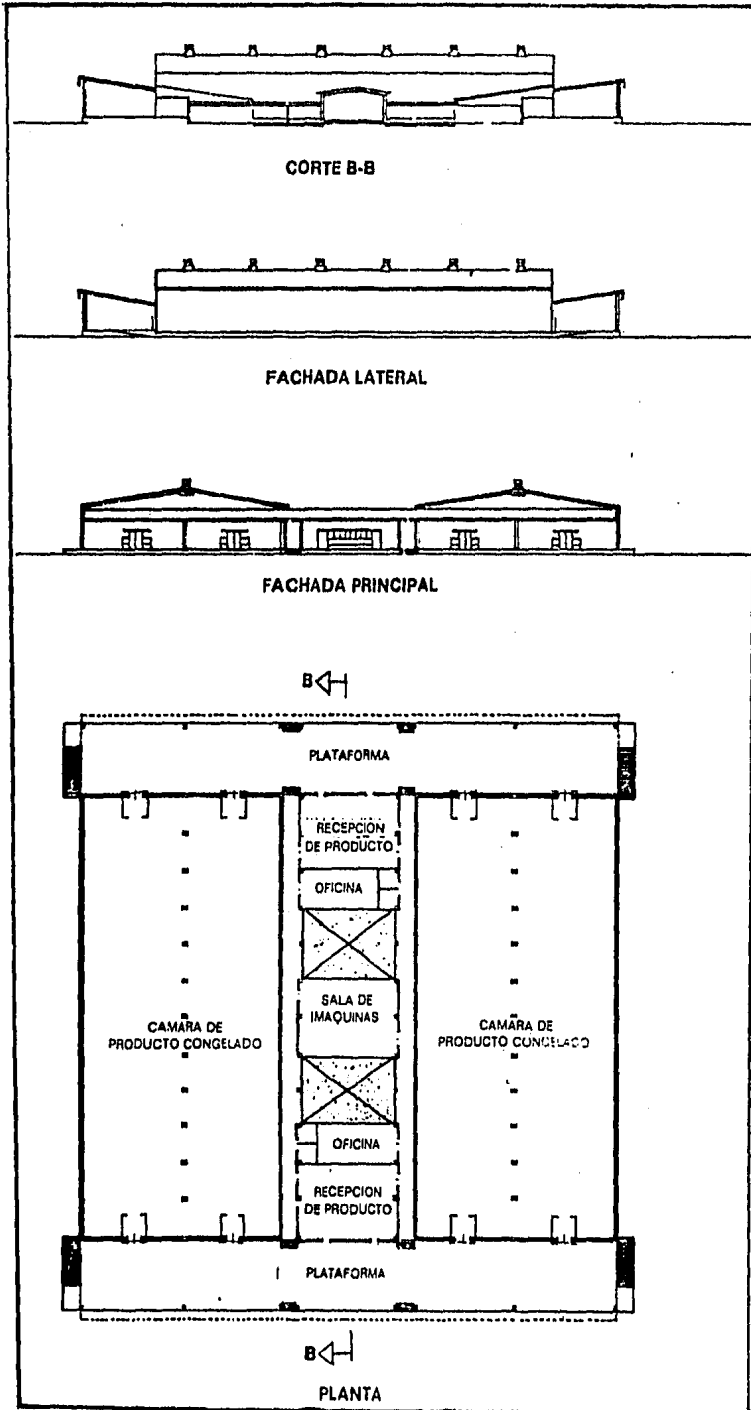 CORTE B-B
FACHADA LATERAL
FACHADA PRINCIPAL
B
PLATAFORMA
RECEPCION
DE PRODUCTO
OFICINA
SALA DE
IMAQUINAS
CAMARA DE
PRODUCTO CONGELADO
CAMARA DE
PRODUCTO CONGELADO
OFICINA
RECEPCION
DE PRODUCTO
PLATAFORMA
B
PLANTA